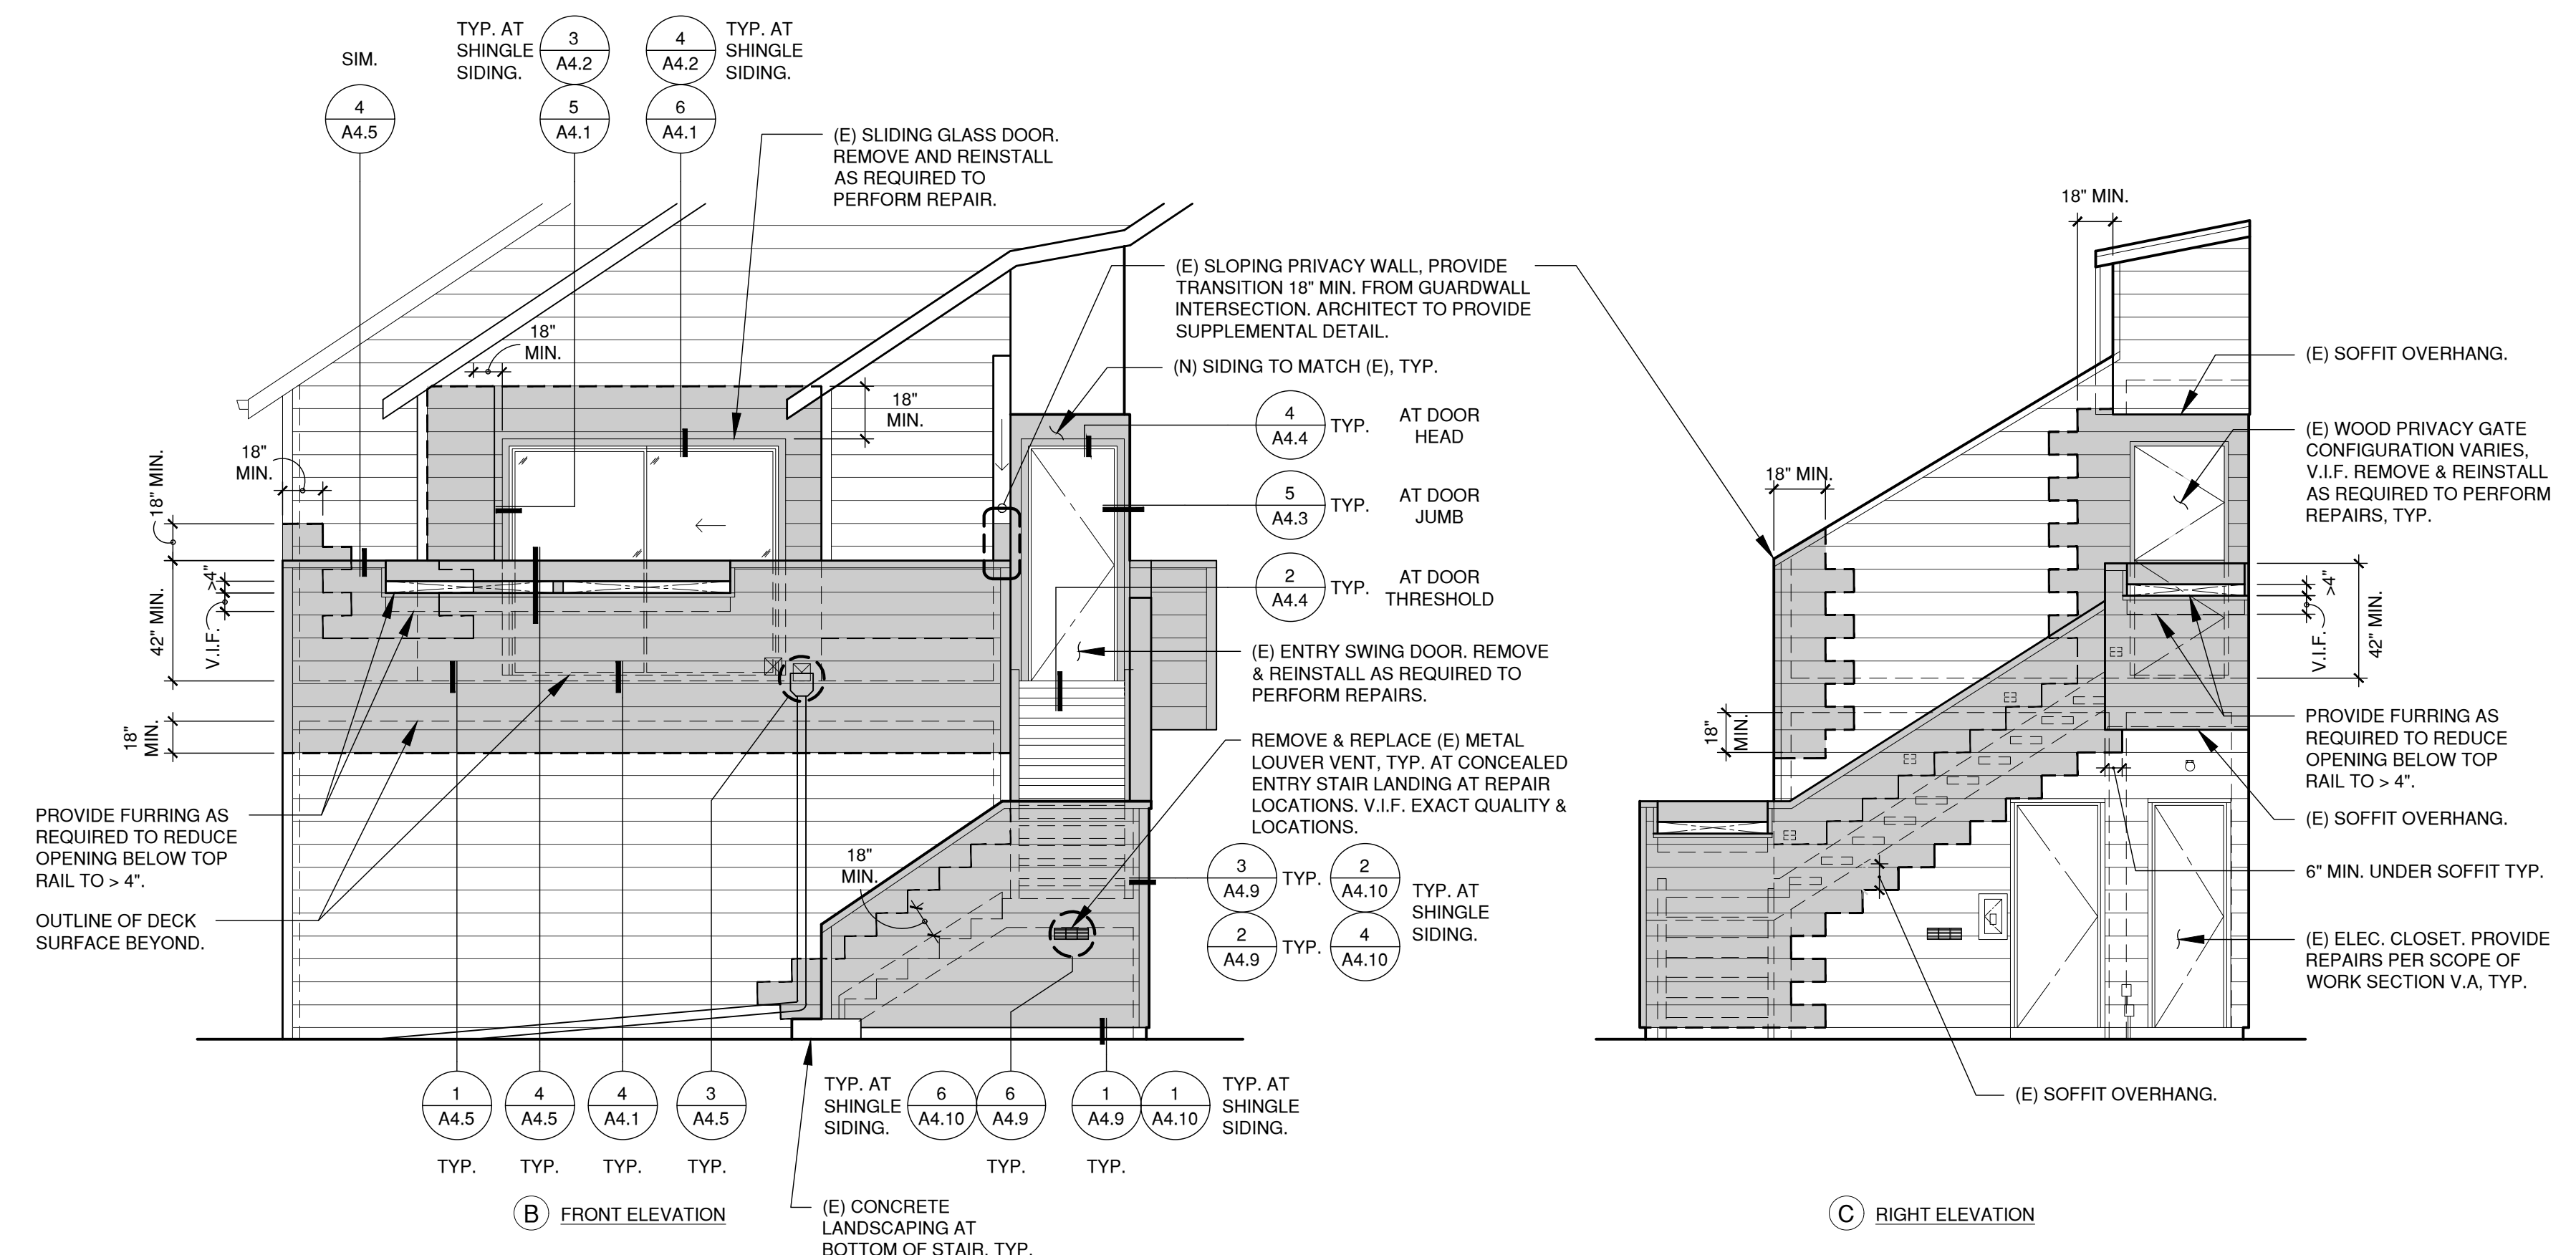 SIM.
4
A4.5
TYP. AT
SHINGLE
SIDING.
3
A4.2
5
A4.1
4
A4.2
6
A4.1
TYP. AT
SHINGLE
SIDING.
(E) SLIDING GLASS DOOR.
REMOVE AND REINSTALL
AS REQUIRED TO
PERFORM REPAIR.
(E) SLOPING PRIVACY WALL, PROVIDE
TRANSITION 18" MIN. FROM GUARDWALL
INTERSECTION. ARCHITECT TO PROVIDE
SUPPLEMENTAL DETAIL.
(N) SIDING TO MATCH (E), TYP.
4
A4.4
TYP.
AT DOOR
HEAD
5
A4.3
TYP.
AT DOOR
JUMB
2
A4.4
TYP.
AT DOOR
THRESHOLD
(E) ENTRY SWING DOOR. REMOVE
& REINSTALL AS REQUIRED TO
PERFORM REPAIRS.
REMOVE & REPLACE (E) METAL
LOUVER VENT, TYP. AT CONCEALED
ENTRY STAIR LANDING AT REPAIR
LOCATIONS. V.I.F. EXACT QUALITY &
LOCATIONS.
3
A4.9
TYP.
2
A4.10
2
A4.9
TYP.
4
A4.10
TYP. AT
SHINGLE
SIDING.
18"
MIN.
18"
MIN.
18"
MIN.
18" MIN.
>4"
42" MIN.
V.I.F.
18"
MIN.
18"
MIN.
PROVIDE FURRING AS
REQUIRED TO REDUCE
OPENING BELOW TOP
RAIL TO > 4".
OUTLINE OF DECK
SURFACE BEYOND.
1
A4.5
TYP.
4
A4.5
TYP.
4
A4.1
TYP.
3
A4.5
TYP.
TYP. AT
SHINGLE
SIDING.
6
A4.10
6
A4.9
TYP.
1
A4.9
TYP.
1
A4.10
TYP. AT
SHINGLE
SIDING.
B
FRONT ELEVATION
(E) CONCRETE
LANDSCAPING AT
BOTTOM OF STAIR, TYP.
18" MIN.
18" MIN.
18"
MIN.
(E) SOFFIT OVERHANG.
(E) WOOD PRIVACY GATE
CONFIGURATION VARIES,
V.I.F. REMOVE & REINSTALL
AS REQUIRED TO PERFORM
REPAIRS, TYP.
>4"
V.I.F.
42" MIN.
PROVIDE FURRING AS
REQUIRED TO REDUCE
OPENING BELOW TOP
RAIL TO > 4".
(E) SOFFIT OVERHANG.
6" MIN. UNDER SOFFIT TYP.
(E) ELEC. CLOSET. PROVIDE
REPAIRS PER SCOPE OF
WORK SECTION V.A, TYP.
(E) SOFFIT OVERHANG.
C
RIGHT ELEVATION